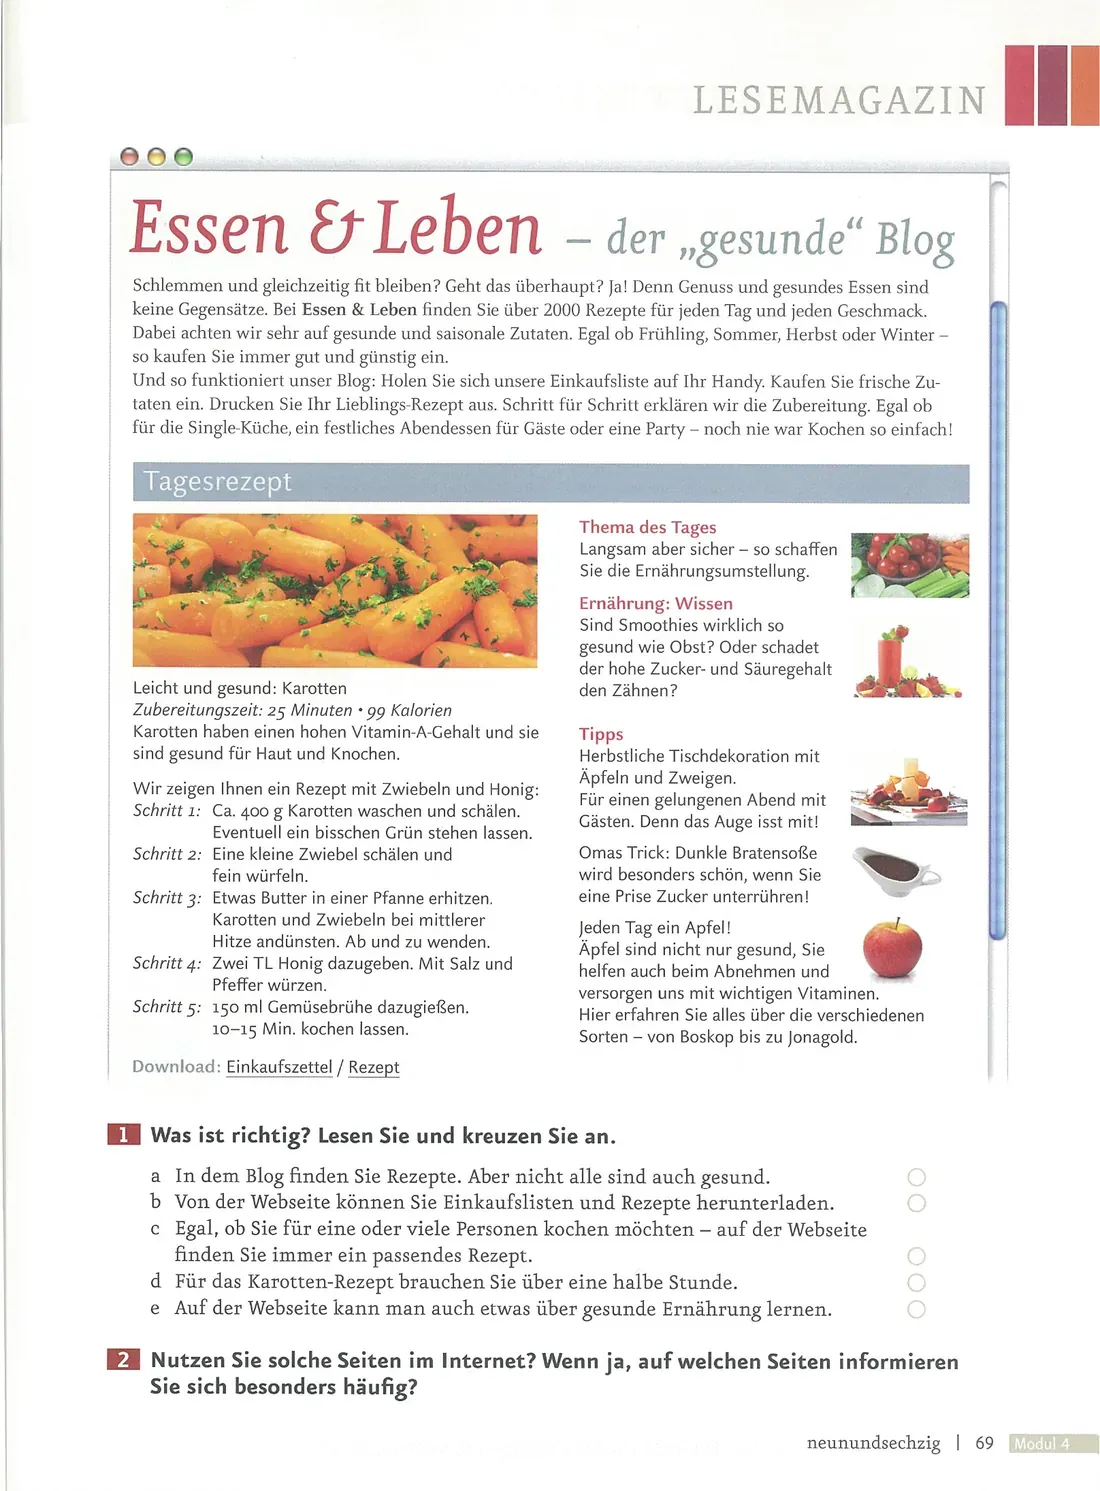 LESEMAGAZIN
Essen & Leben – der „gesunde“ Blog
Schlemmen und gleichzeitig fit bleiben? Geht das überhaupt? Ja! Denn Genuss und gesundes Essen sind
keine Gegensätze. Bei Essen & Leben finden Sie über 2000 Rezepte für jeden Tag und jeden Geschmack.
Dabei achten wir sehr auf gesunde und saisonale Zutaten. Egal ob Frühling, Sommer, Herbst oder Winter –
so kaufen Sie immer gut und günstig ein.
Und so funktioniert unser Blog: Holen Sie sich unsere Einkaufsliste auf Ihr Handy. Kaufen Sie frische Zu-
taten ein. Drucken Sie Ihr Lieblings-Rezept aus. Schritt für Schritt erklären wir die Zubereitung. Egal ob
für die Single-Küche, ein festliches Abendessen für Gäste oder eine Party – noch nie war Kochen so einfach!
Tagesrezept
Leicht und gesund: Karotten
Zubereitungszeit: 25 Minuten • 99 Kalorien
Karotten haben einen hohen Vitamin-A-Gehalt und sie
sind gesund für Haut und Knochen.
Wir zeigen Ihnen ein Rezept mit Zwiebeln und Honig:
Schritt 1: Ca. 400 g Karotten waschen und schälen.
Eventuell ein bisschen Grün stehen lassen.
Schritt 2: Eine kleine Zwiebel schälen und
fein würfeln.
Schritt 3: Etwas Butter in einer Pfanne erhitzen.
Karotten und Zwiebeln bei mittlerer
Hitze andünsten. Ab und zu wenden.
Schritt 4: Zwei TL Honig dazugeben. Mit Salz und
Pfeffer würzen.
Schritt 5: 150 ml Gemüsebrühe dazugießen.
10–15 Min. kochen lassen.
Download: Einkaufszettel / Rezept
Thema des Tages
Langsam aber sicher – so schaffen
Sie die Ernährungsumstellung.
Ernährung: Wissen
Sind Smoothies wirklich so
gesund wie Obst? Oder schadet
der hohe Zucker- und Säuregehalt
den Zähnen?
Tipps
Herbstliche Tischdekoration mit
Äpfeln und Zweigen.
Für einen gelungenen Abend mit
Gästen. Denn das Auge isst mit!
Omas Trick: Dunkle Bratensoße
wird besonders schön, wenn Sie
eine Prise Zucker unterrühren!
Jeden Tag ein Apfel!
Äpfel sind nicht nur gesund, Sie
helfen auch beim Abnehmen und
versorgen uns mit wichtigen Vitaminen.
Hier erfahren Sie alles über die verschiedenen
Sorten – von Boskop bis zu Jonagold.
1 Was ist richtig? Lesen Sie und kreuzen Sie an.
a In dem Blog finden Sie Rezepte. Aber nicht alle sind auch gesund.
b Von der Webseite können Sie Einkaufslisten und Rezepte herunterladen.
c Egal, ob Sie für eine oder viele Personen kochen möchten – auf der Webseite
finden Sie immer ein passendes Rezept.
d Für das Karotten-Rezept brauchen Sie über eine halbe Stunde.
e Auf der Webseite kann man auch etwas über gesunde Ernährung lernen.
2 Nutzen Sie solche Seiten im Internet? Wenn ja, auf welchen Seiten informieren
Sie sich besonders häufig?
neunundsechzig | 69 Modul 4